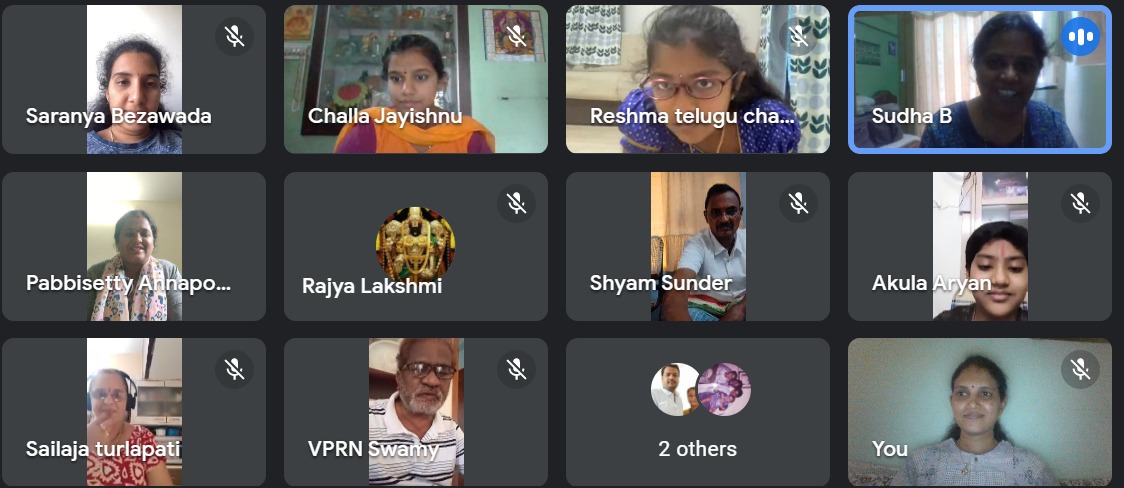 Saranya Bezawada
Challa Jayishnu
Reshma telugu cha...
Sudha B
Pabbisetty Annapo...
Rajya Lakshmi
Shyam Sunder
Akula Aryan
Sailaja turlapati
VPRN Swamy
2 others
You